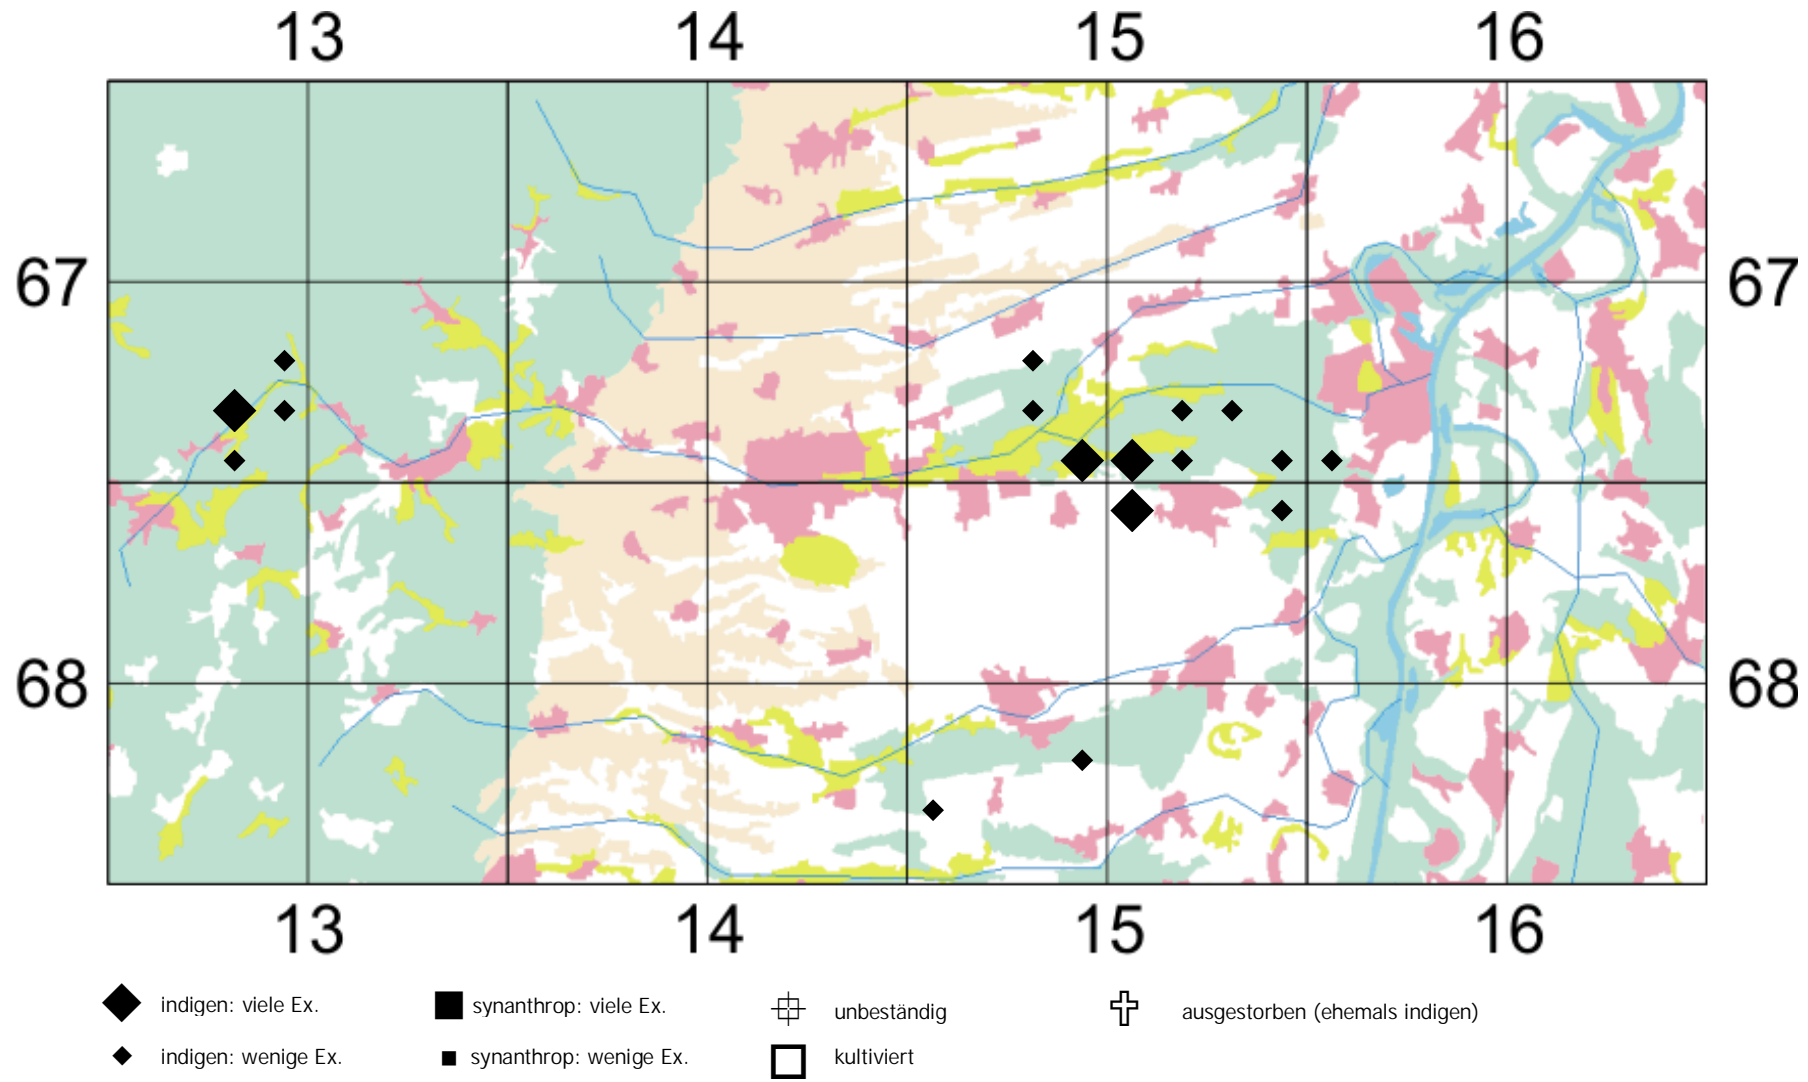 13 14 15 16
67 67
68 68
13 14 15 16
indigen: viele Ex. synanthrop: viele Ex. unbeständig ausgestorben (ehemals indigen)
indigen: wenige Ex. synanthrop: wenige Ex. kultiviert